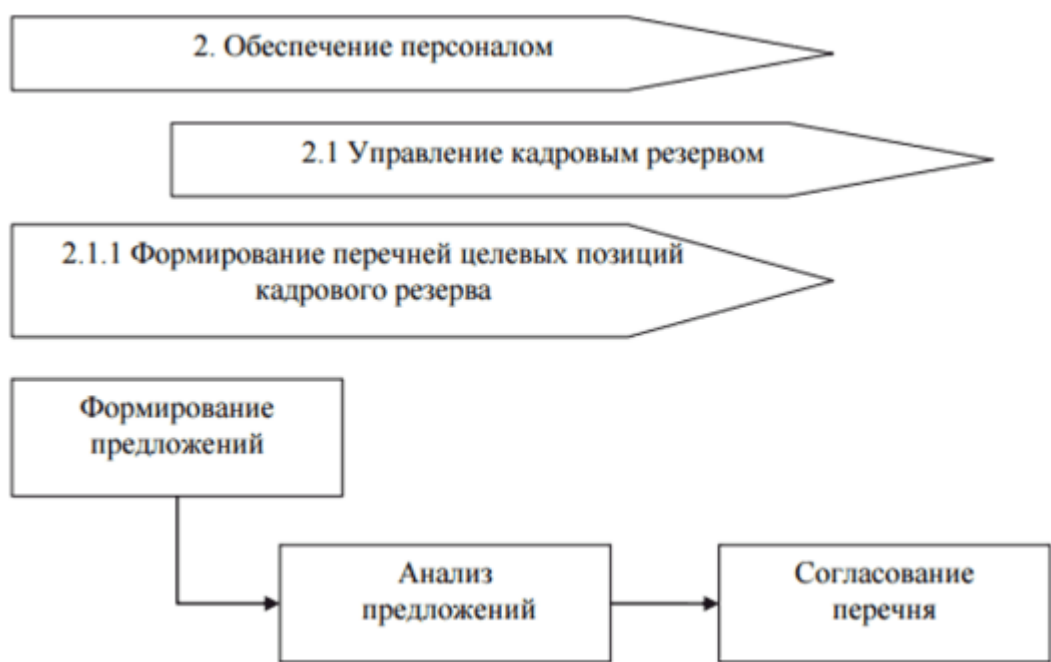 2. Обеспечение персоналом
2.1 Управление кадровым резервом
2.1.1 Формирование перечней целевых позиций
кадрового резерва
Формирование
предложений
Анализ
предложений
Согласование
перечня